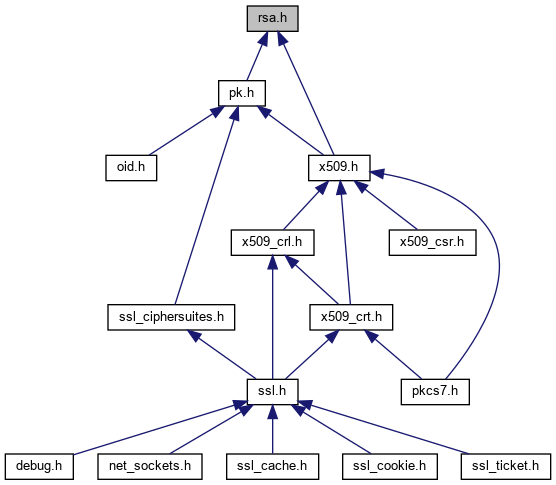 rsa.h
pk.h
oid.h
x509.h
x509_crl.h
x509_csr.h
ssl_ciphersuites.h
x509_crt.h
ssl.h
pkcs7.h
debug.h
net_sockets.h
ssl_cache.h
ssl_cookie.h
ssl_ticket.h